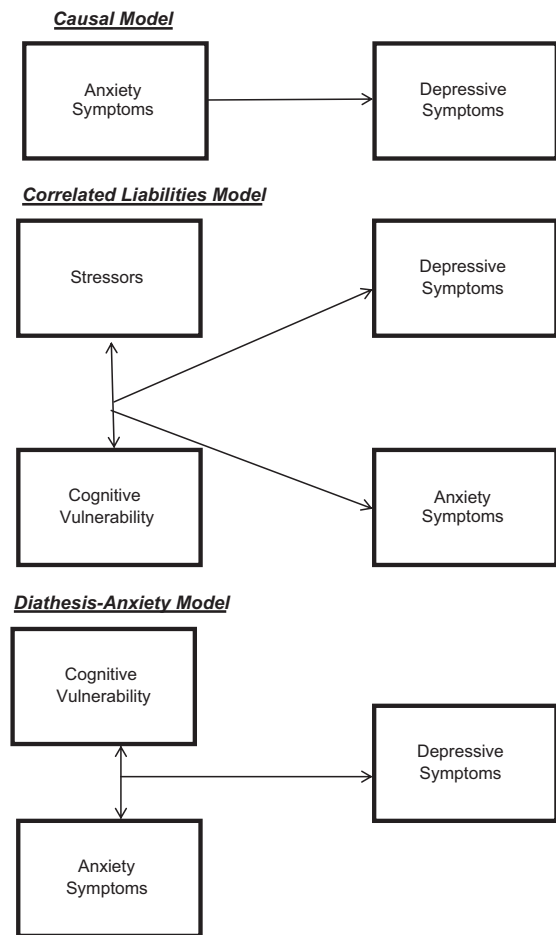 Causal Model
Anxiety
Symptoms
Depressive
Symptoms
Correlated Liabilites Model
Stressors
Depressive
Symptoms
Cognitive
Vulnerability
Anxiety
Symptoms
Diathesis-Anxiety Model
Cognitive
Vulnerability
Depressive
Symptoms
Anxiety
Symptoms